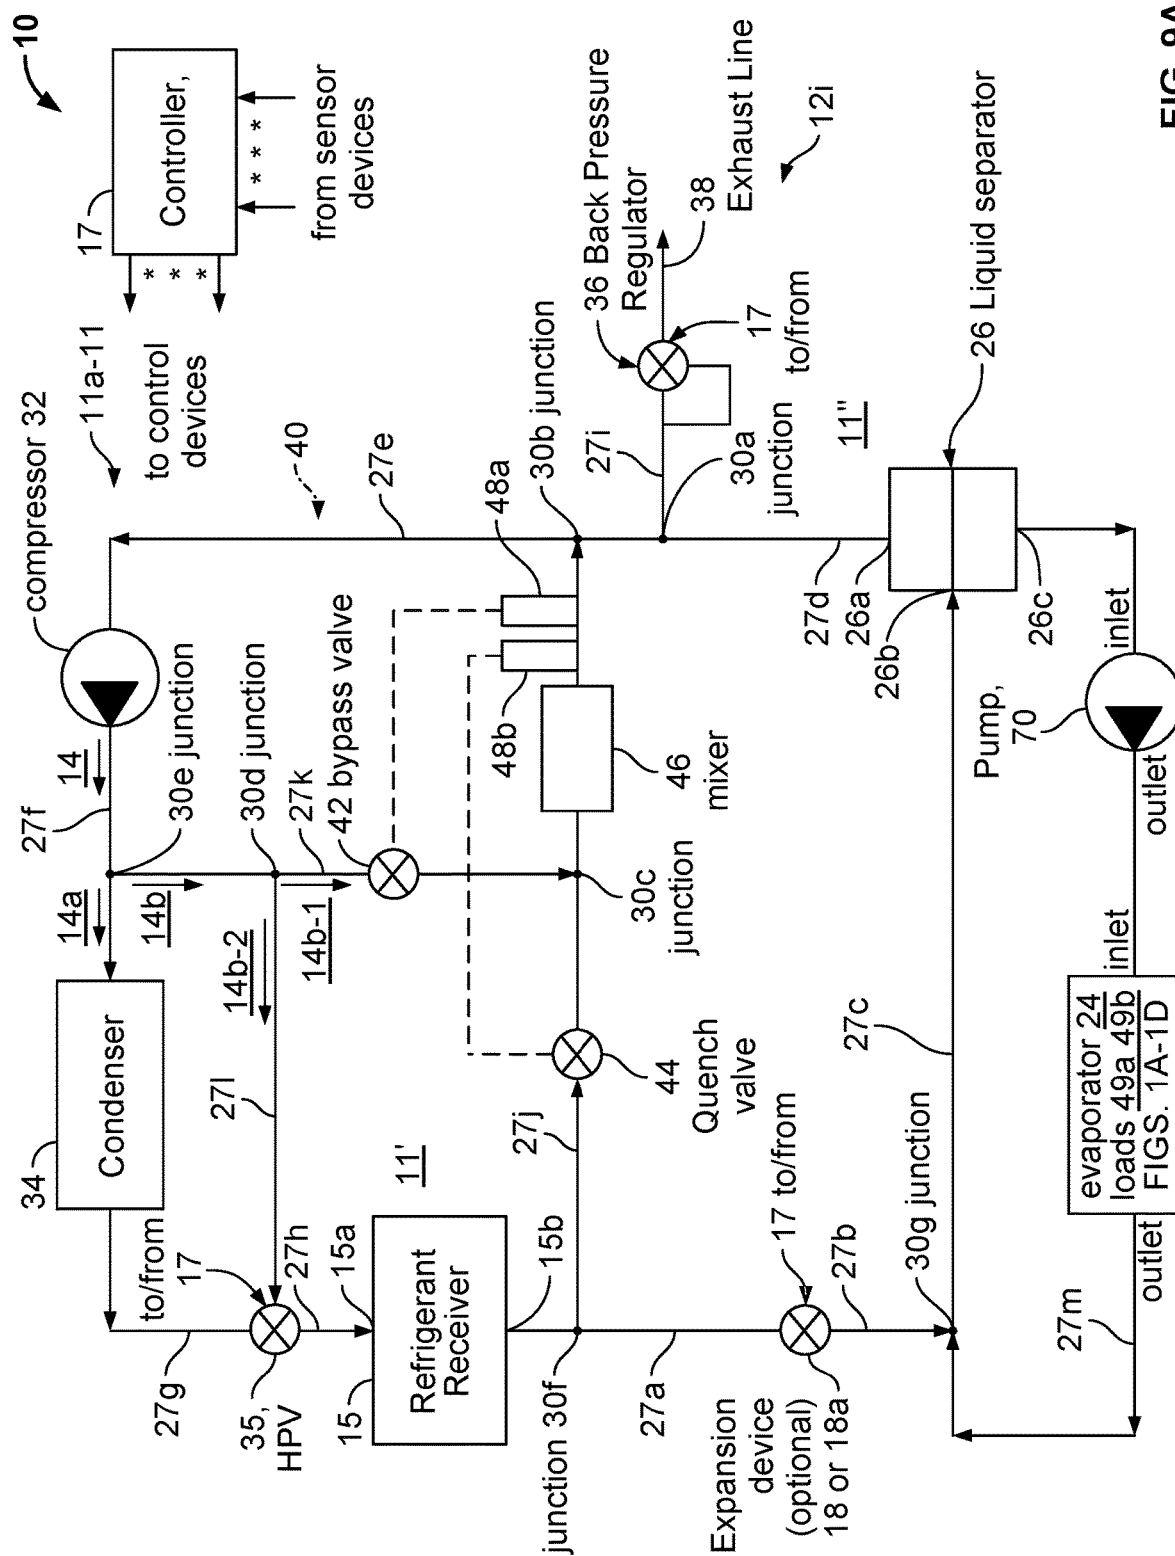 10
34
Condenser
14a
14
27f
compressor 32
17
Controller,
* * *
* * *
from sensor
devices
11a-11
to control
devices
27g
to/from
17
35,
HPV
27h
15a
27l
14b-2
14b
14b-1
30e junction
30d junction
27k
42 bypass valve
40
27e
15
Refrigerant
Receiver
11'
15b
48b
48a
30b junction
junction 30f
27j
44
Quench
valve
30c
junction
46
mixer
27i
36 Back Pressure
Regulator
38
Exhaust Line
17
to/from
12i
30a
junction
27a
Expansion
device
(optional)
18 or 18a
17 to/from
27b
30g junction
27c
27d
26a
26b
26c
11"
26 Liquid separator
27m
outlet
evaporator 24
loads 49a 49b
FIGS. 1A-1D
inlet
outlet
Pump,
70
inlet
FIG. 9A